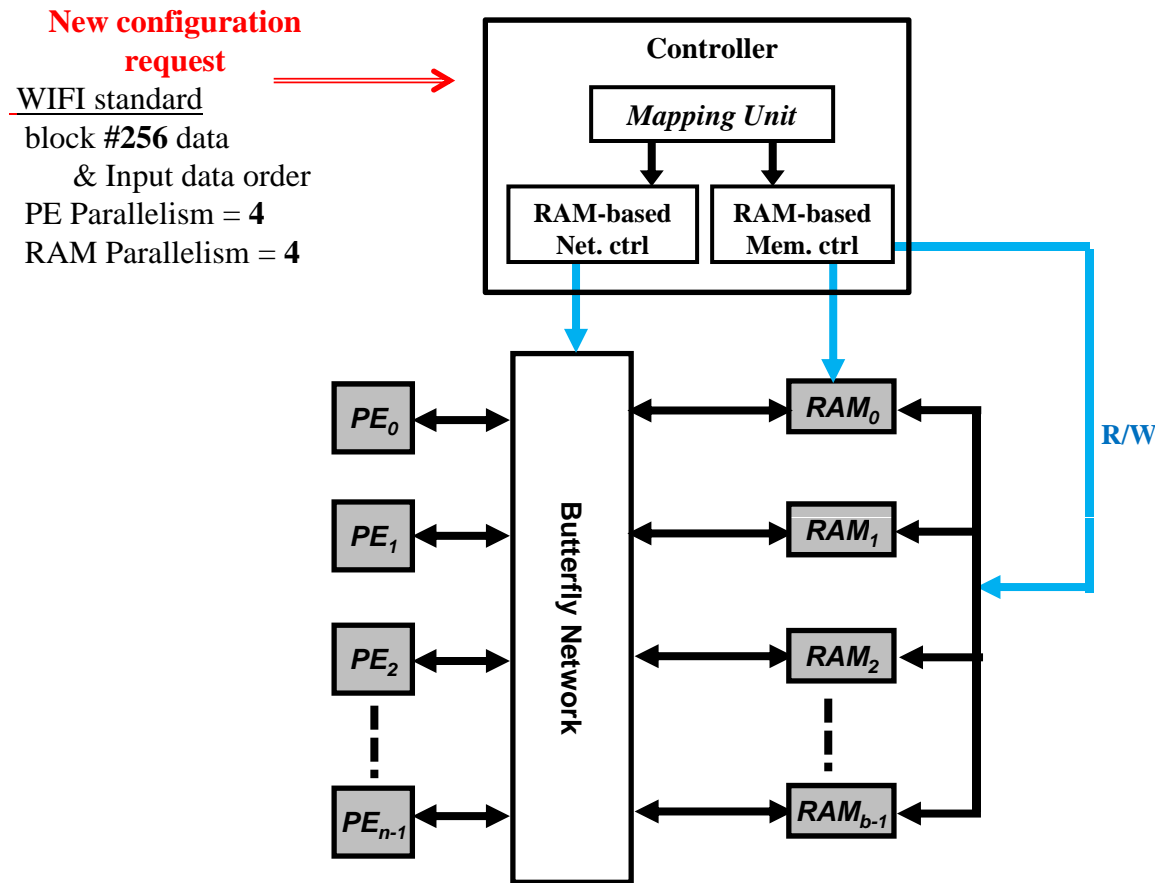 New configuration
request
WIFI standard
block #256 data
& Input data order
PE Parallelism = 4
RAM Parallelism = 4
Controller
Mapping Unit
RAM-based
Net. ctrl
RAM-based
Mem. ctrl
R/W
Butterfly Network
PE0
PE1
PE2
PEn-1
RAM0
RAM1
RAM2
RAMb-1